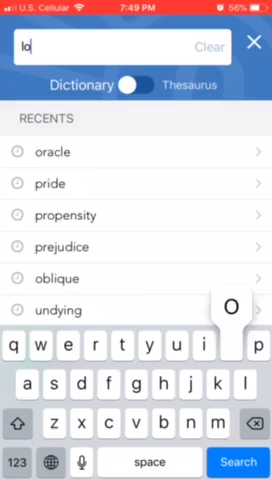 U.S. Cellular 7:49 PM 56%
lo Clear
Dictionary Thesaurus
RECENTS
oracle
pride
propensity
prejudice
oblique
undying
O
q w e r t y u i p
a s d f g h j k l
z x c v b n m
123 space Search